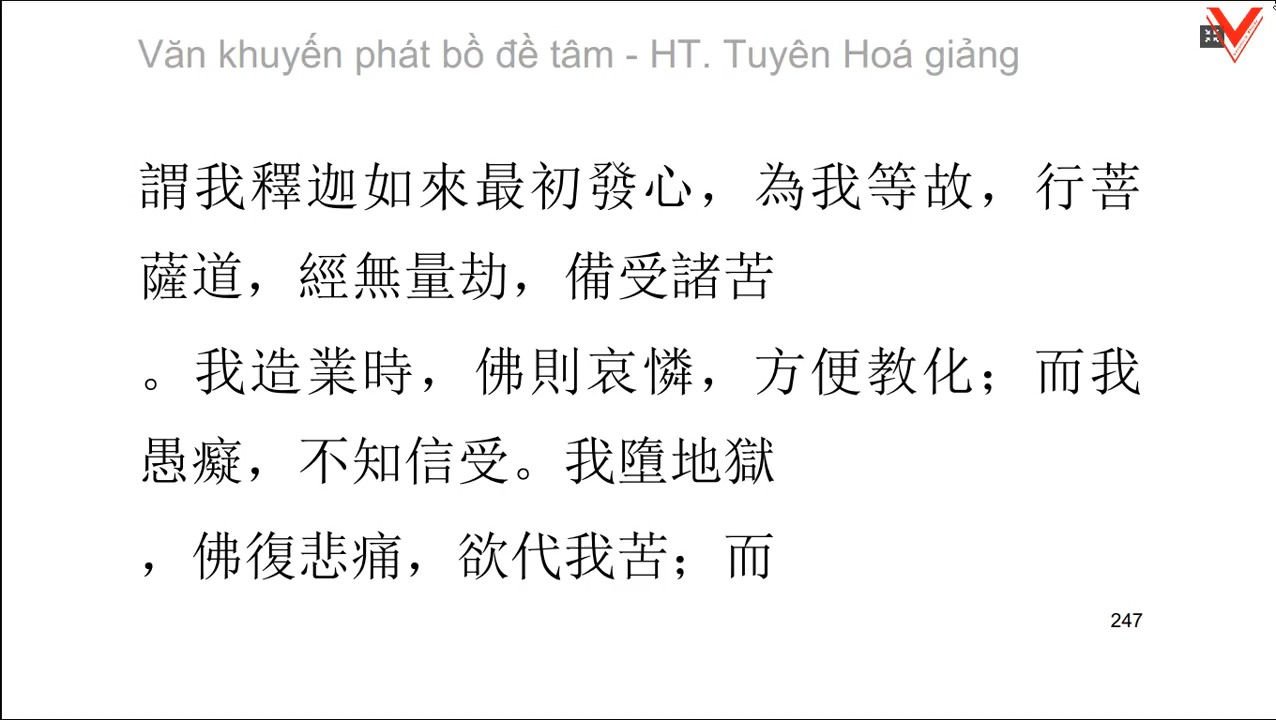 Văn khuyến phát bồ đề tâm - HT. Tuyên Hoá giảng
謂我釋迦如來最初發心，為我等故，行菩
薩道，經無量劫，備受諸苦
。我造業時，佛則哀憐，方便教化；而我
愚癡，不知信受。我墮地獄
，佛復悲痛，欲代我苦；而
247